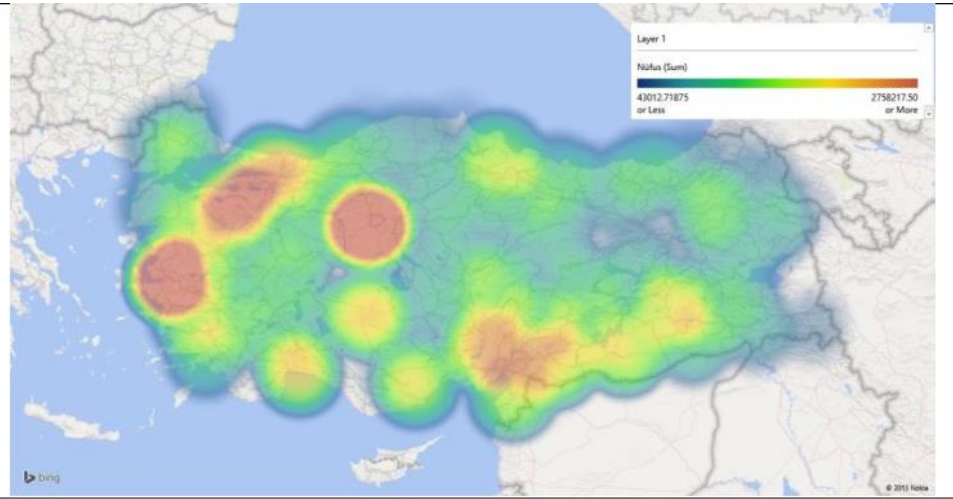 Layer 1
Nüfus (Sum)
43012.71875
or Less
2758217.50
or More
bing
© 2013 Nokia